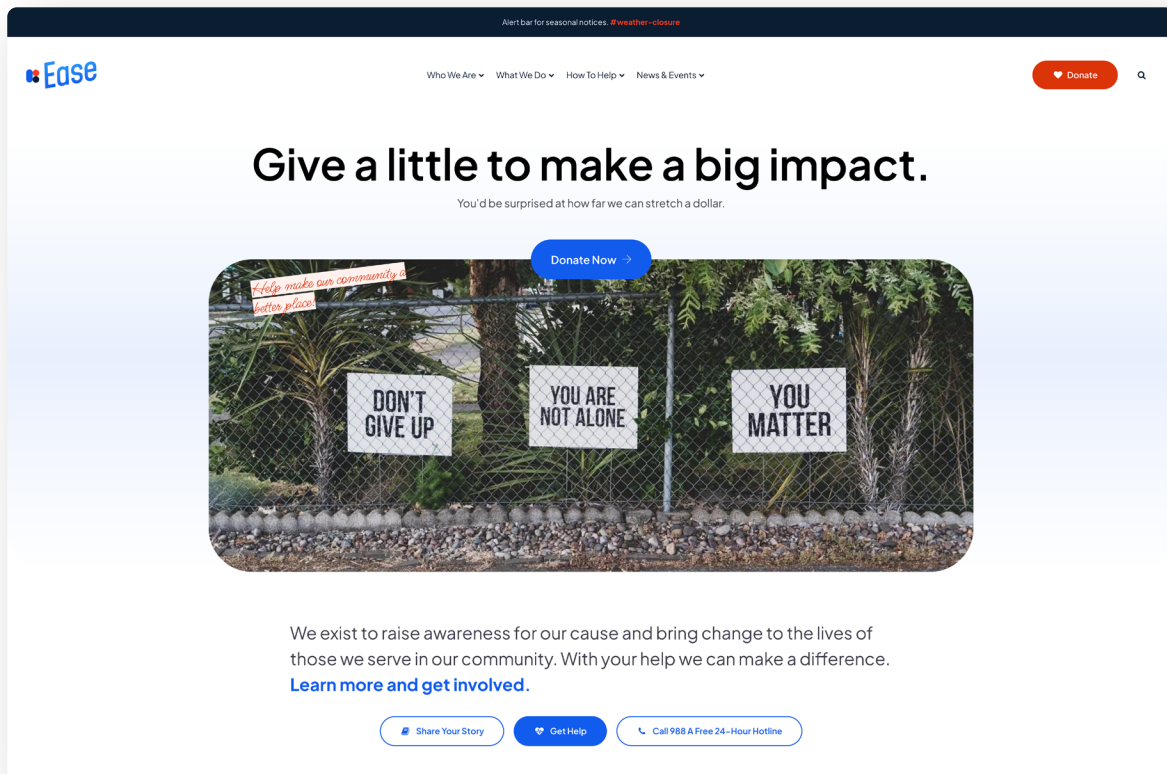 Alert bar for seasonal notices. #weather-closure
Ease
Who We Are
What We Do
How To Help
News & Events
Donate
Give a little to make a big impact.
You'd be surprised at how far we can stretch a dollar.
Donate Now
Help make our community a
better place!
DON'T
GIVE UP
YOU ARE
NOT ALONE
YOU
MATTER
We exist to raise awareness for our cause and bring change to the lives of
those we serve in our community. With your help we can make a difference.
Learn more and get involved.
Share Your Story
Get Help
Call 988 A Free 24-Hour Hotline